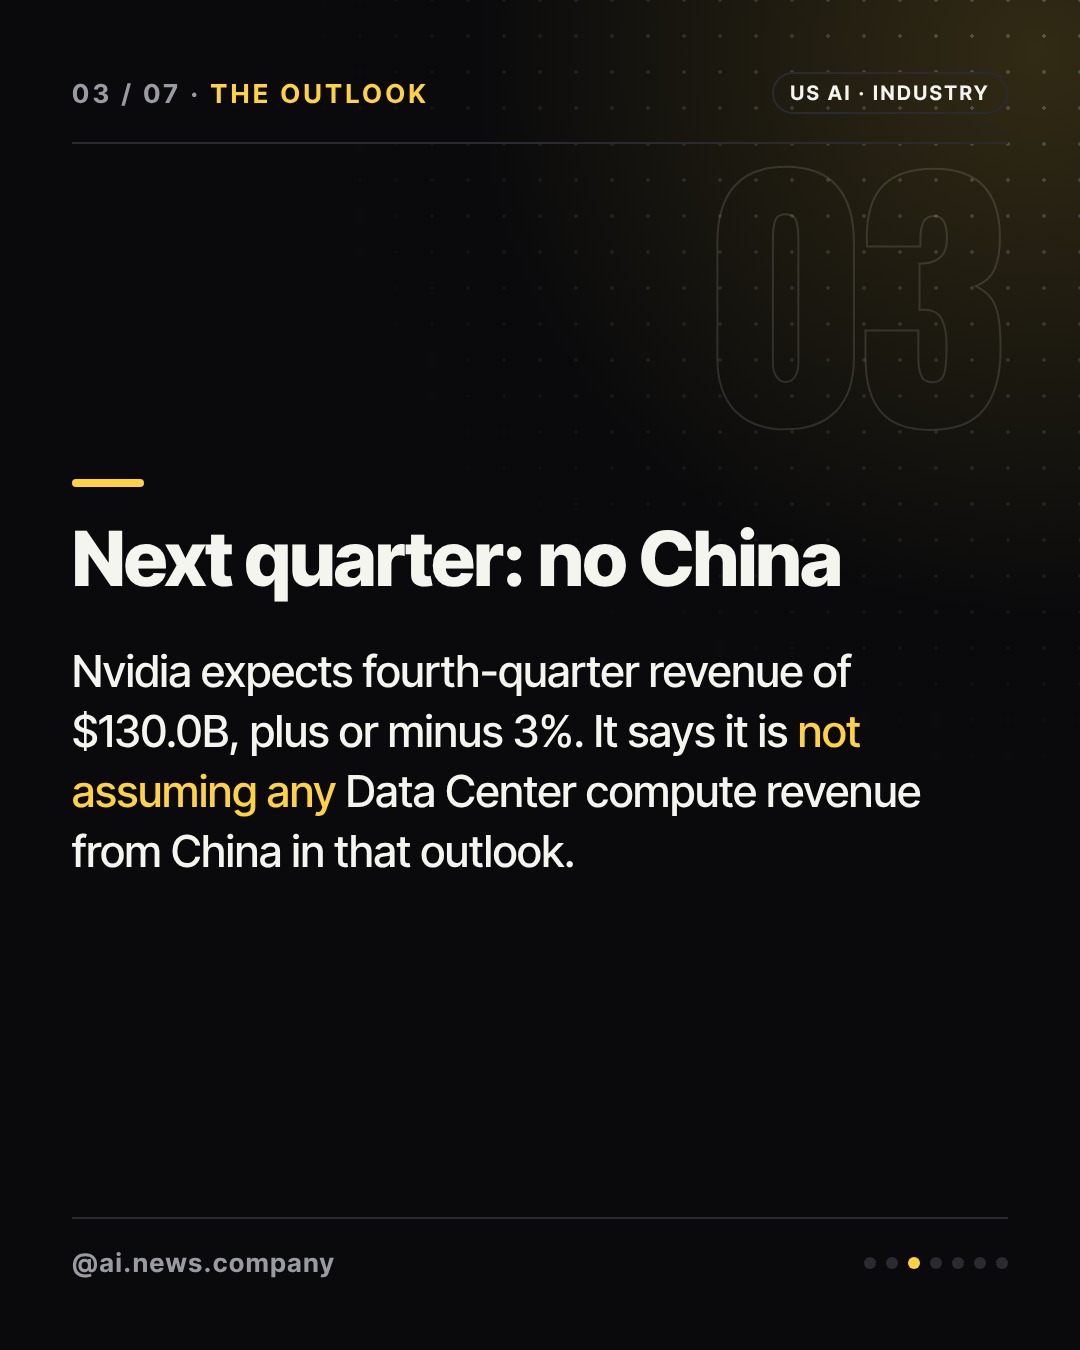 03 / 07 · THE OUTLOOK
US AI · INDUSTRY
03
Next quarter: no China
Nvidia expects fourth-quarter revenue of
$130.0B, plus or minus 3%. It says it is not
assuming any Data Center compute revenue
from China in that outlook.
@ai.news.company